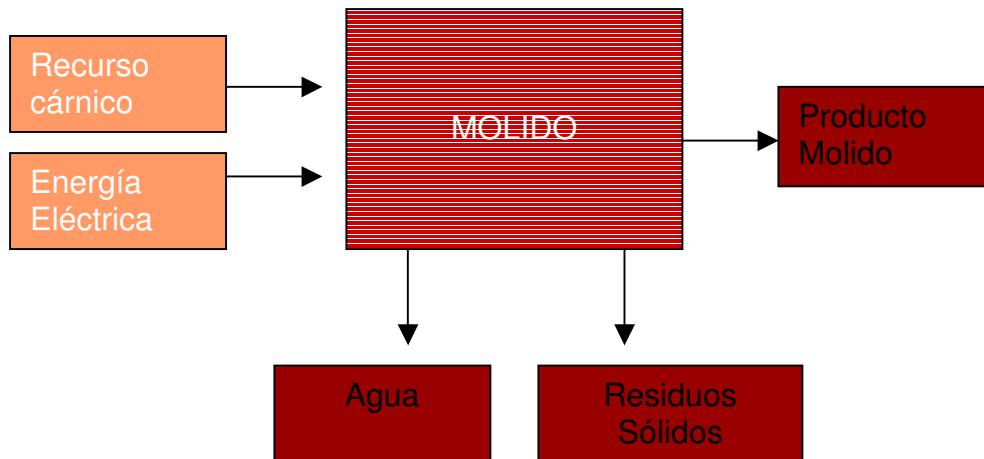 Recurso
cárnico
Energía
Eléctrica
MOLIDO
Producto
Molido
Agua
Residuos
Sólidos